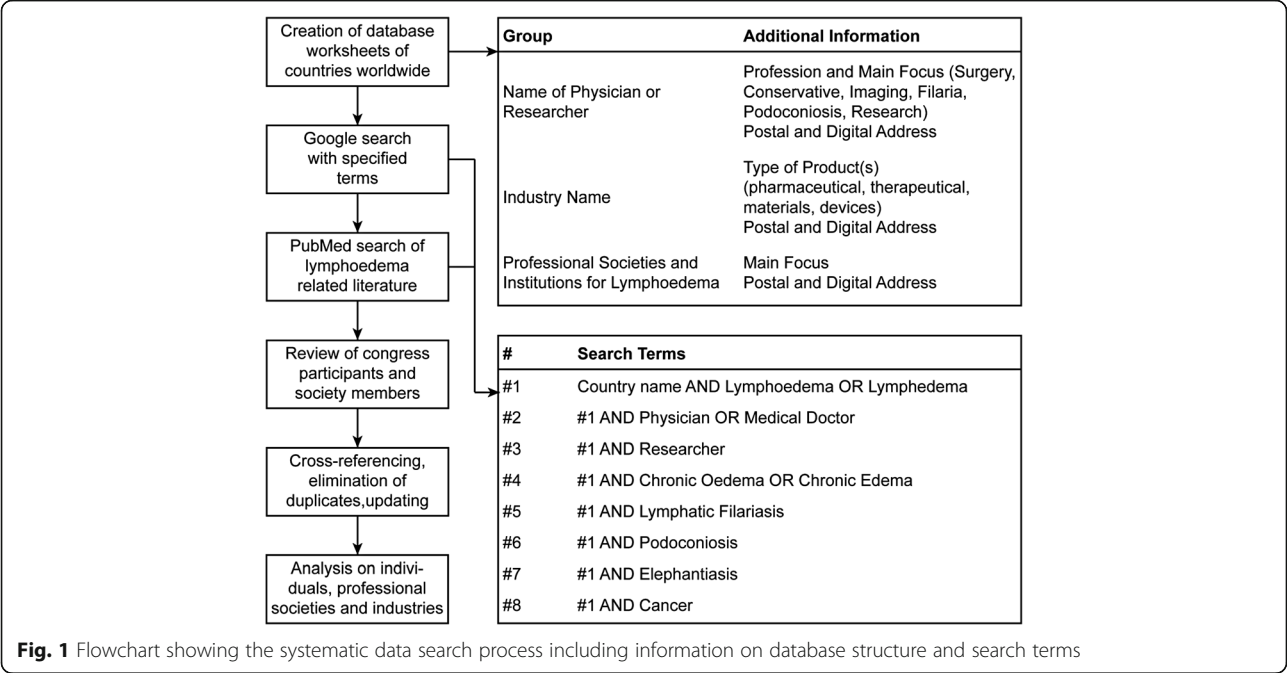 Creation of database
worksheets of
countries worldwide
Google search
with specified
terms
PubMed search of
lymphoedema
related literature
Review of congress
participants and
society members
Cross-referencing,
elimination of
duplicates,updating
Analysis on indivi-
duals, professional
societies and industries
Group Additional Information
Name of Physician or
Researcher
Profession and Main Focus (Surgery,
Conservative, Imaging, Filaria,
Podoconiosis, Research)
Postal and Digital Address
Industry Name
Type of Product(s)
(pharmaceutical, therapeutical,
materials, devices)
Postal and Digital Address
Professional Societies and
Institutions for Lymphoedema
Main Focus
Postal and Digital Address
# Search Terms
#1 Country name AND Lymphoedema OR Lymphedema
#2 #1 AND Physician OR Medical Doctor
#3 #1 AND Researcher
#4 #1 AND Chronic Oedema OR Chronic Edema
#5 #1 AND Lymphatic Filariasis
#6 #1 AND Podoconiosis
#7 #1 AND Elephantiasis
#8 #1 AND Cancer
Fig. 1 Flowchart showing the systematic data search process including information on database structure and search terms